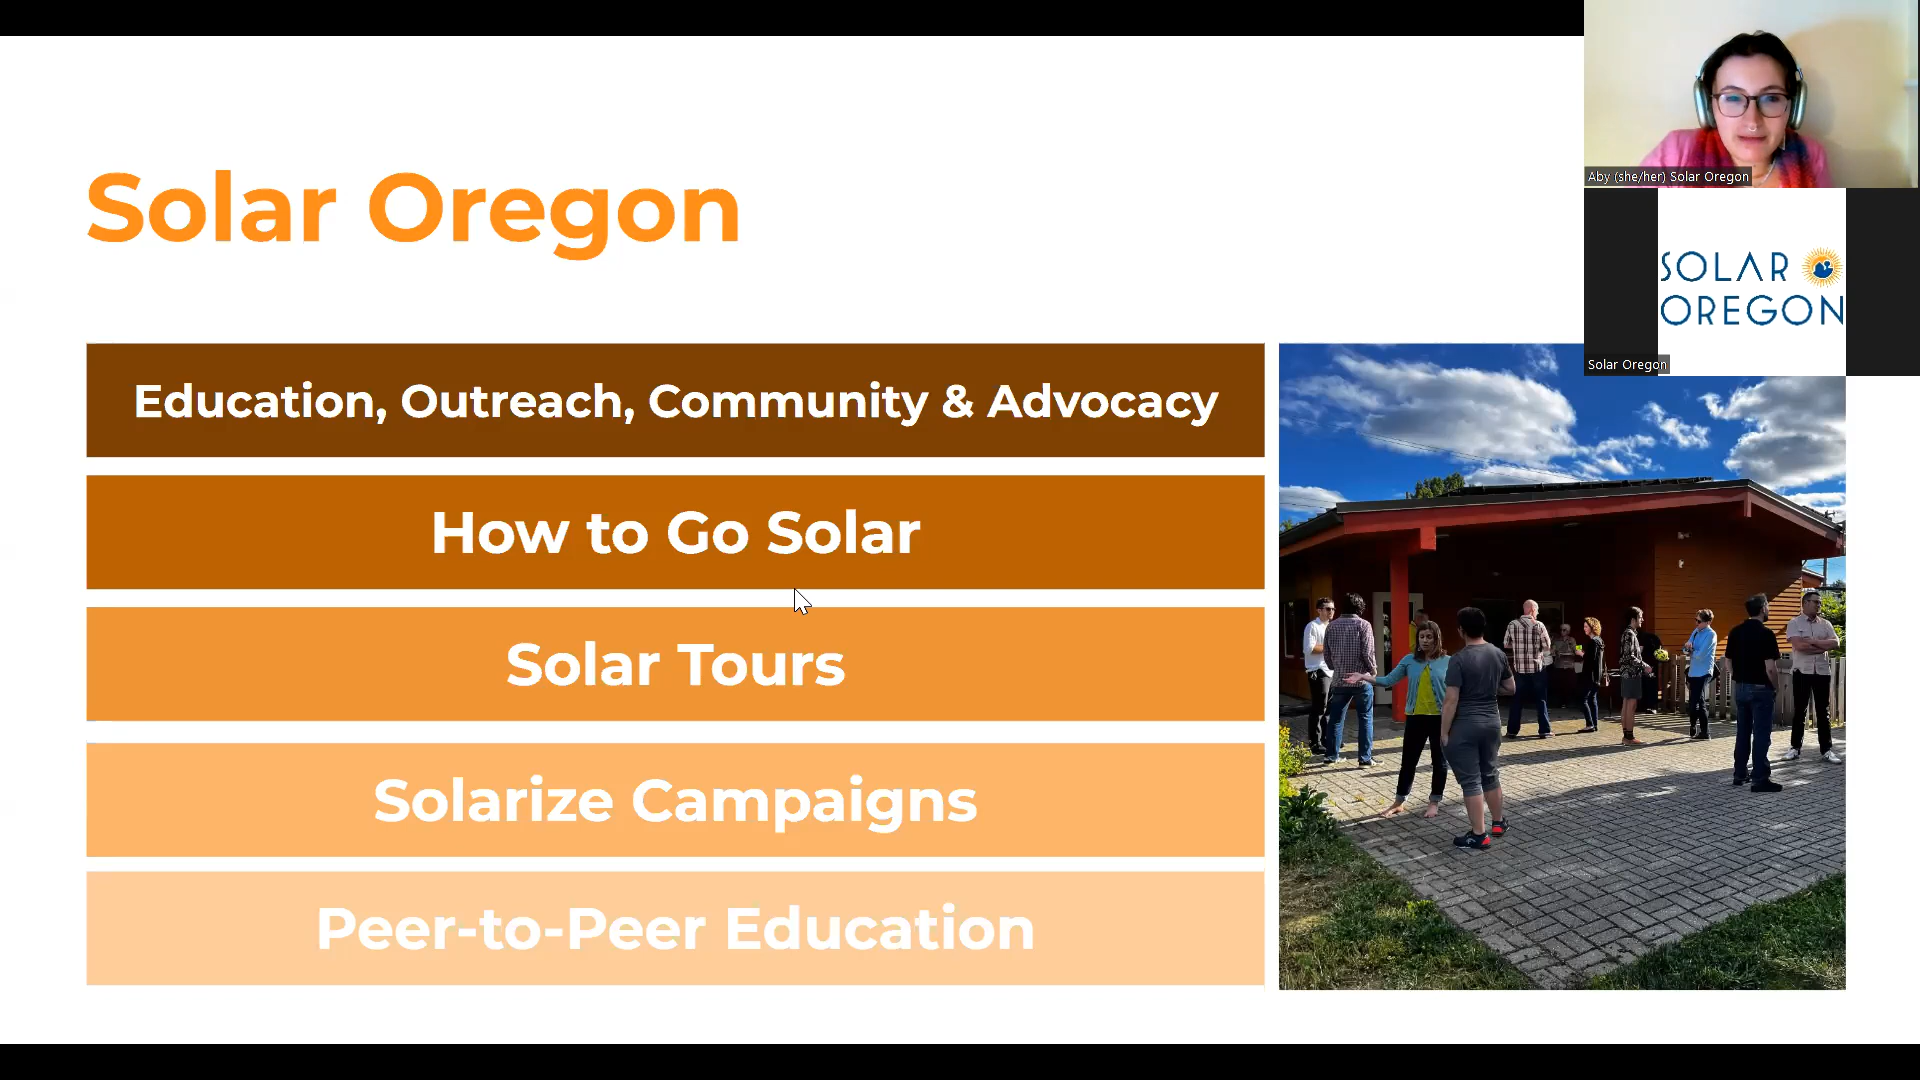 Solar Oregon
Education, Outreach, Community & Advocacy
How to Go Solar
Solar Tours
Solarize Campaigns
Peer-to-Peer Education
Aby (she/her) Solar Oregon
SOLAR
OREGON
Solar Oregon